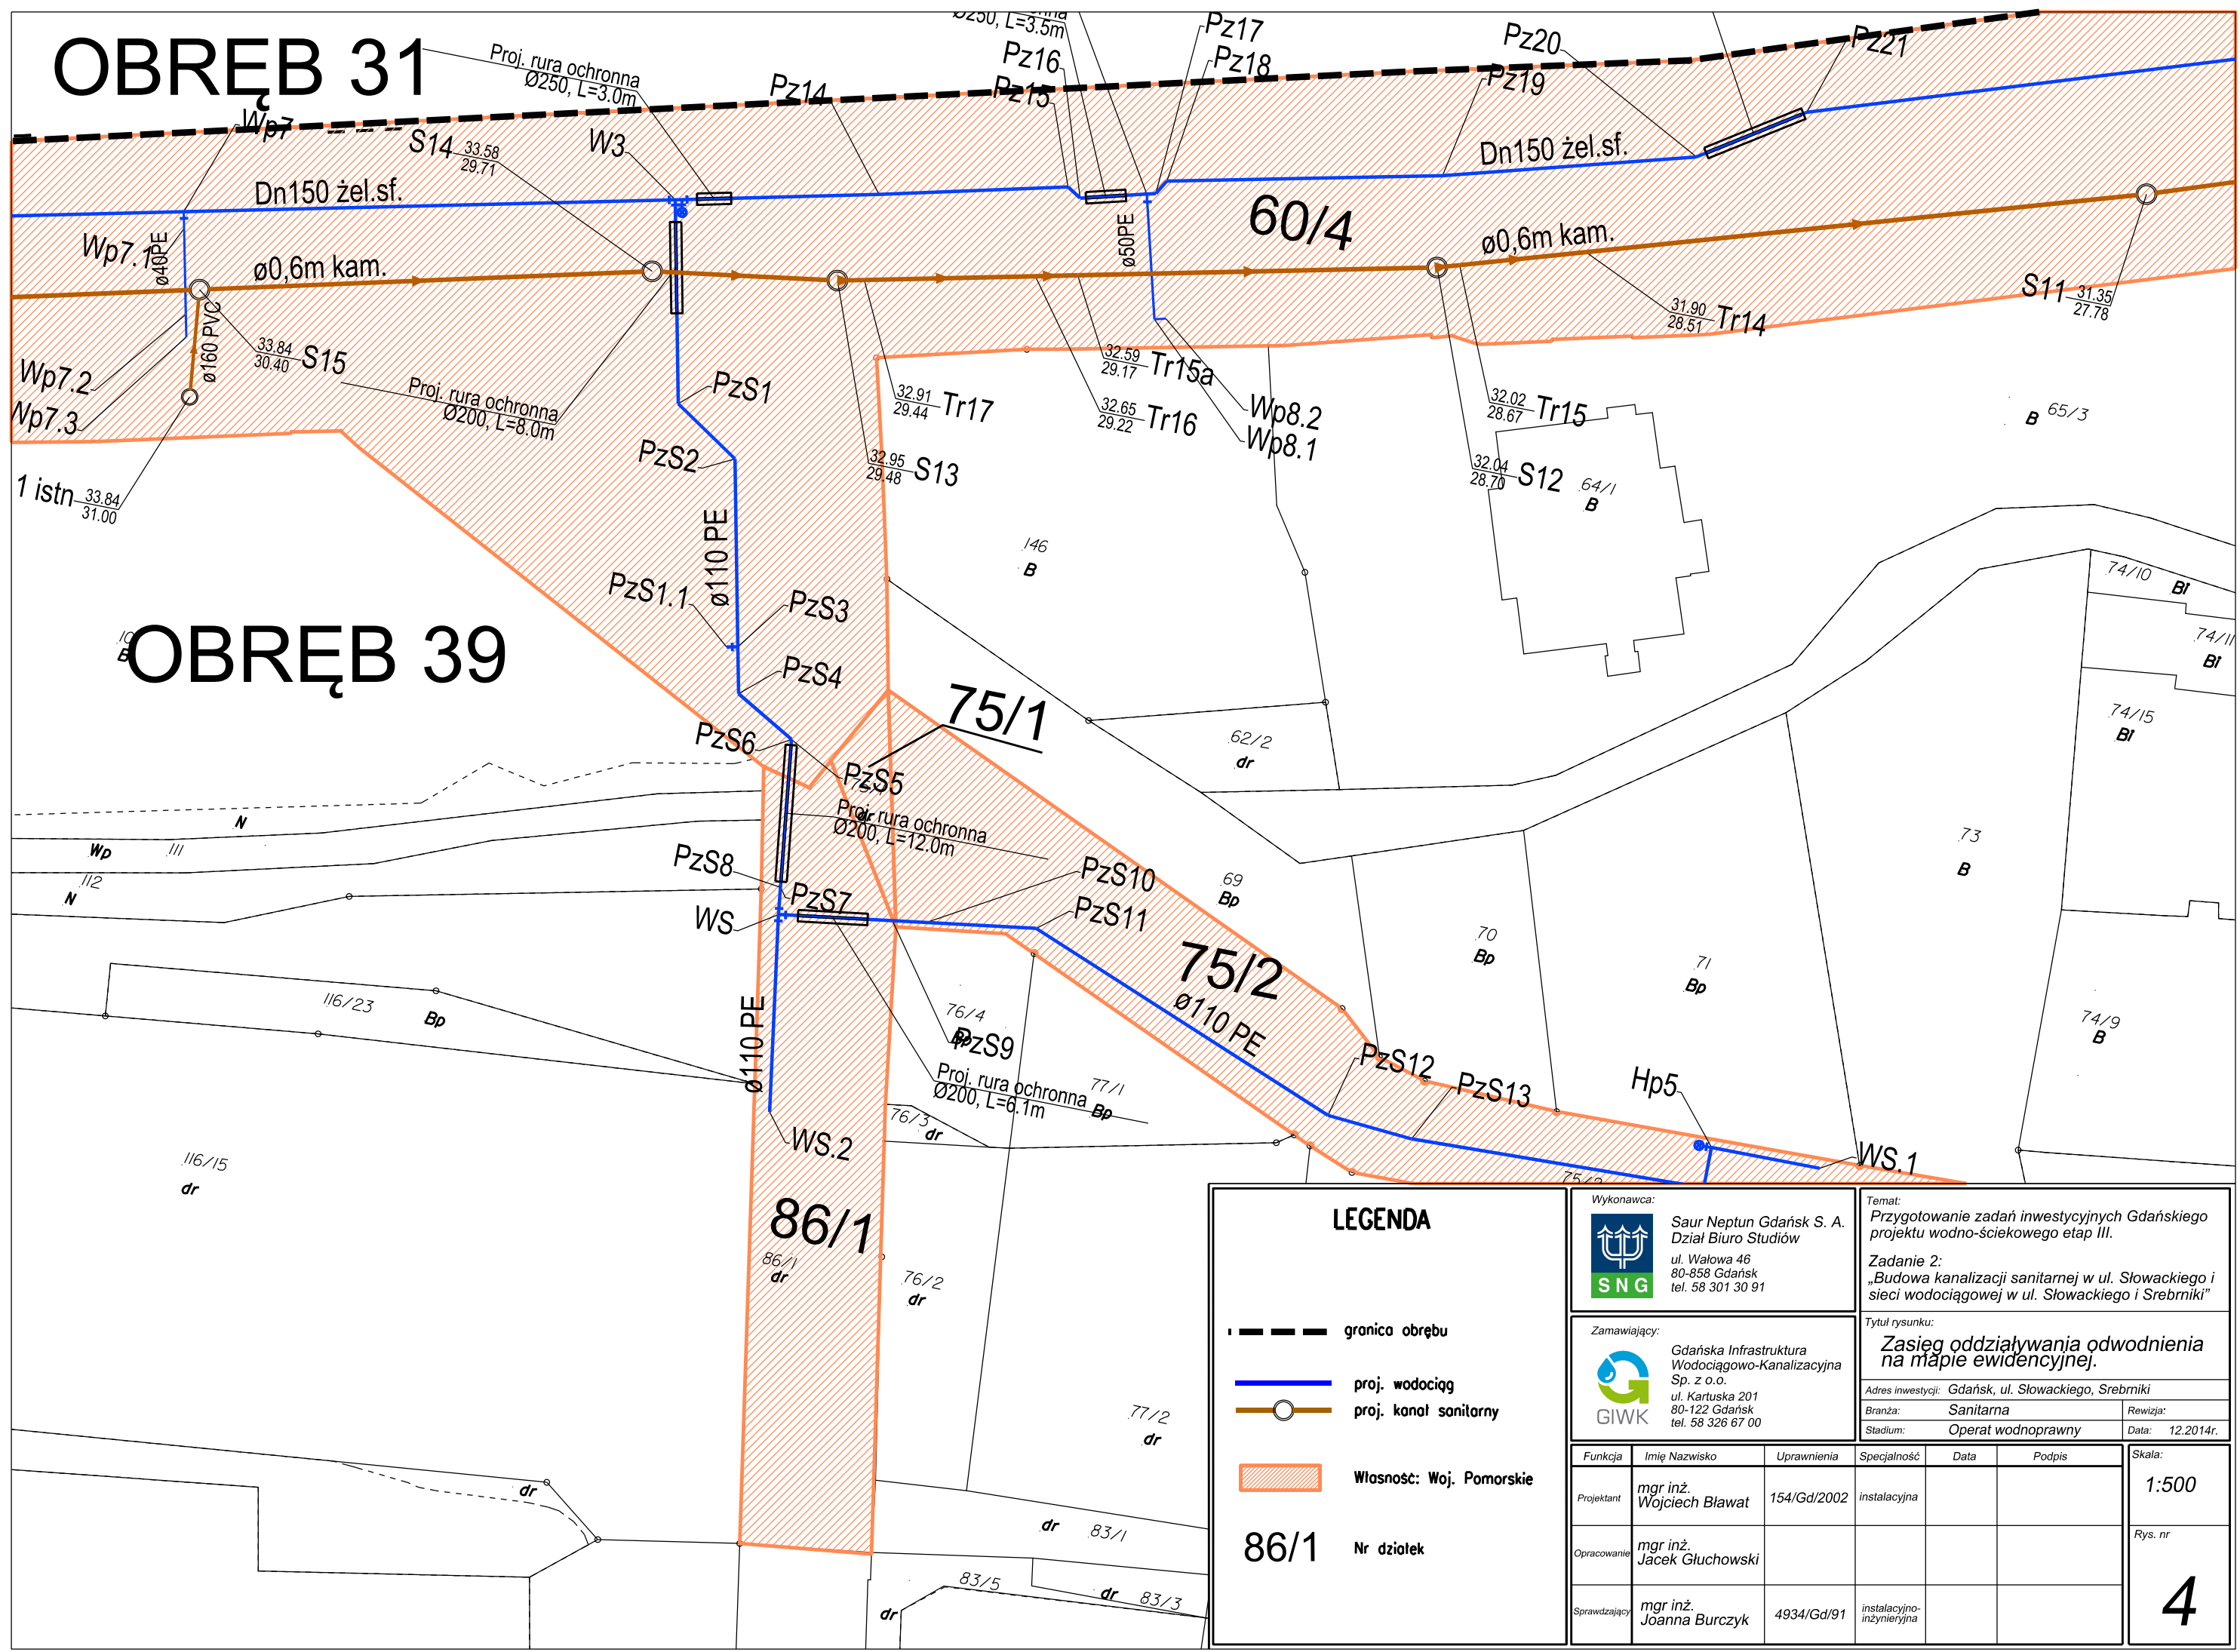 OBRĘB 31
Proj. rura ochronna
Ø250, L=3.0m
Ø250, L=3.5m
Pz14
Pz15
Pz16
Pz17
Pz18
Pz19
Pz20
Pz21
Wp7
S14 33.58
29.71
W3
Dn150 żel.sf.
Dn150 żel.sf.
60/4
Wp7.1
ø40PE
ø50PE
ø0,6m kam.
ø0,6m kam.
S11 31.35
27.78
31.90
28.51 Tr14
ø160 PVC
33.84
30.40 S15
Wp7.2
Wp7.3
Proj. rura ochronna
Ø200, L=8.0m
PzS1
32.91
29.44 Tr17
32.59
29.17 Tr15a
32.65
29.22 Tr16
Wp8.2
Wp8.1
32.02
28.67 Tr15
65/3
B
PzS2
32.95
29.48 S13
32.04
28.70 S12
64/1
B
1 istn 33.84
31.00
146
B
ø110 PE
PzS1.1
PzS3
74/10 Bi
74/11
Bi
OBRĘB 39
B
PzS4
75/1
74/15
Bi
PzS6
62/2
dr
PzS5
dr
Proj. rura ochronna
Ø200, L=12.0m
N
Wp 111
112
N
73
B
PzS8
PzS7
PzS10
69
Bp
PzS11
WS
70
Bp
71
Bp
75/2
ø110 PE
116/23
Bp
76/4
Bp
PzS9
74/9
B
ø110 PE
Proj. rura ochronna
Ø200, L=6.1m
77/1
Bp
PzS12
PzS13
Hp5
76/3
dr
WS.2
WS.1
116/15
dr
75/2
86/1
86/1
dr
76/2
dr
77/2
dr
dr
dr 83/1
83/5
dr 83/3
dr
LEGENDA
granica obrębu
proj. wodociąg
proj. kanał sanitarny
Własność: Woj. Pomorskie
86/1 Nr działek
Wykonawca:
SNG
Saur Neptun Gdańsk S. A.
Dział Biuro Studiów
ul. Wałowa 46
80-858 Gdańsk
tel. 58 301 30 91
Zamawiający:
GIWK
Gdańska Infrastruktura
Wodociągowo-Kanalizacyjna
Sp. z o.o.
ul. Kartuska 201
80-122 Gdańsk
tel. 58 326 67 00
Temat:
Przygotowanie zadań inwestycyjnych Gdańskiego
projektu wodno-ściekowego etap III.
Zadanie 2:
„Budowa kanalizacji sanitarnej w ul. Słowackiego i
sieci wodociągowej w ul. Słowackiego i Srebrniki”
Tytuł rysunku:
Zasięg oddziaływania odwodnienia
na mapie ewidencyjnej.
Adres inwestycji: Gdańsk, ul. Słowackiego, Srebrniki
Branża: Sanitarna Rewizja:
Stadium: Operat wodnoprawny Data: 12.2014r.
Funkcja Imię Nazwisko Uprawnienia Specjalność Data Podpis
Projektant mgr inż.
Wojciech Bławat 154/Gd/2002 instalacyjna
Opracowanie mgr inż.
Jacek Głuchowski
Sprawdzający mgr inż.
Joanna Burczyk 4934/Gd/91 instalacyjno-
inżynieryjna
Skala:
1:500
Rys. nr
4